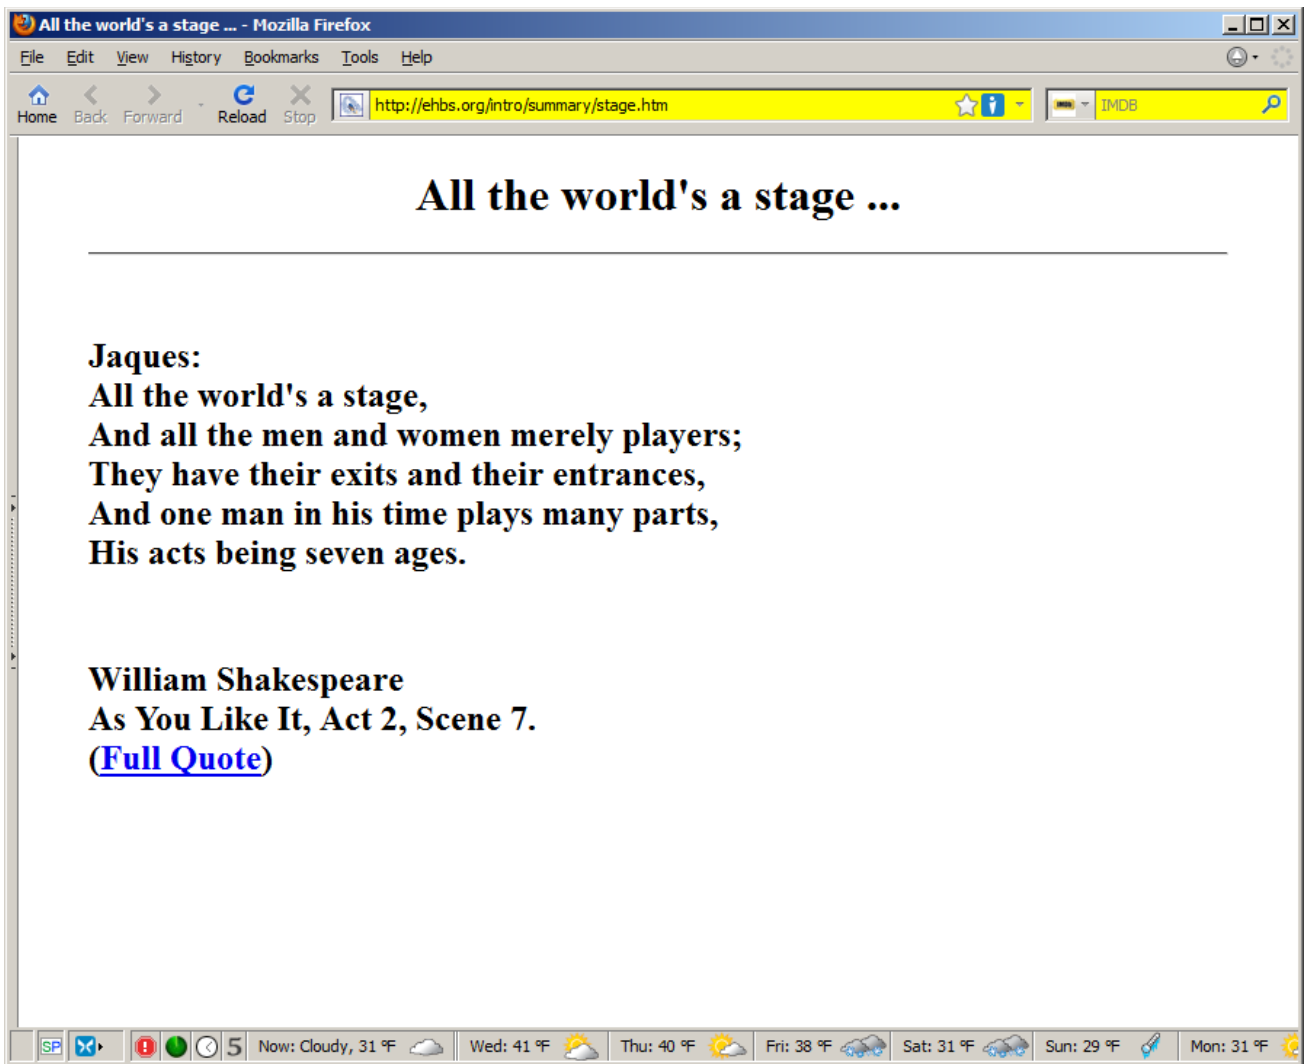 All the world's a stage ... - Mozilla Firefox
File Edit View History Bookmarks Tools Help
Home Back Forward Reload Stop http://ehbs.org/intro/summary/stage.htm IMDB
All the world's a stage ...
Jaques:
All the world's a stage,
And all the men and women merely players;
They have their exits and their entrances,
And one man in his time plays many parts,
His acts being seven ages.
William Shakespeare
As You Like It, Act 2, Scene 7.
(Full Quote)
SP 5 Now: Cloudy, 31 °F Wed: 41 °F Thu: 40 °F Fri: 38 °F Sat: 31 °F Sun: 29 °F Mon: 31 °F